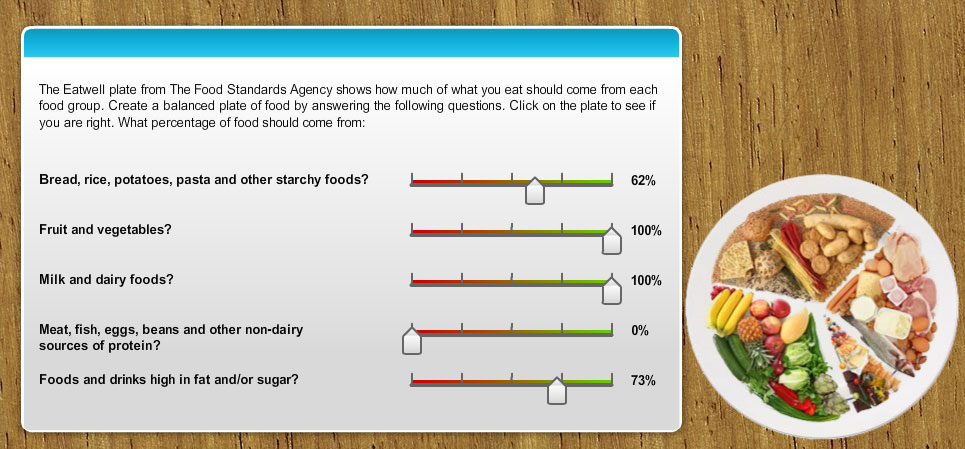 The Eatwell plate from The Food Standards Agency shows how much of what you eat should come from each
food group. Create a balanced plate of food by answering the following questions. Click on the plate to see if
you are right. What percentage of food should come from:
Bread, rice, potatoes, pasta and other starchy foods? 62%
Fruit and vegetables? 100%
Milk and dairy foods? 100%
Meat, fish, eggs, beans and other non-dairy 0%
sources of protein?
Foods and drinks high in fat and/or sugar? 73%